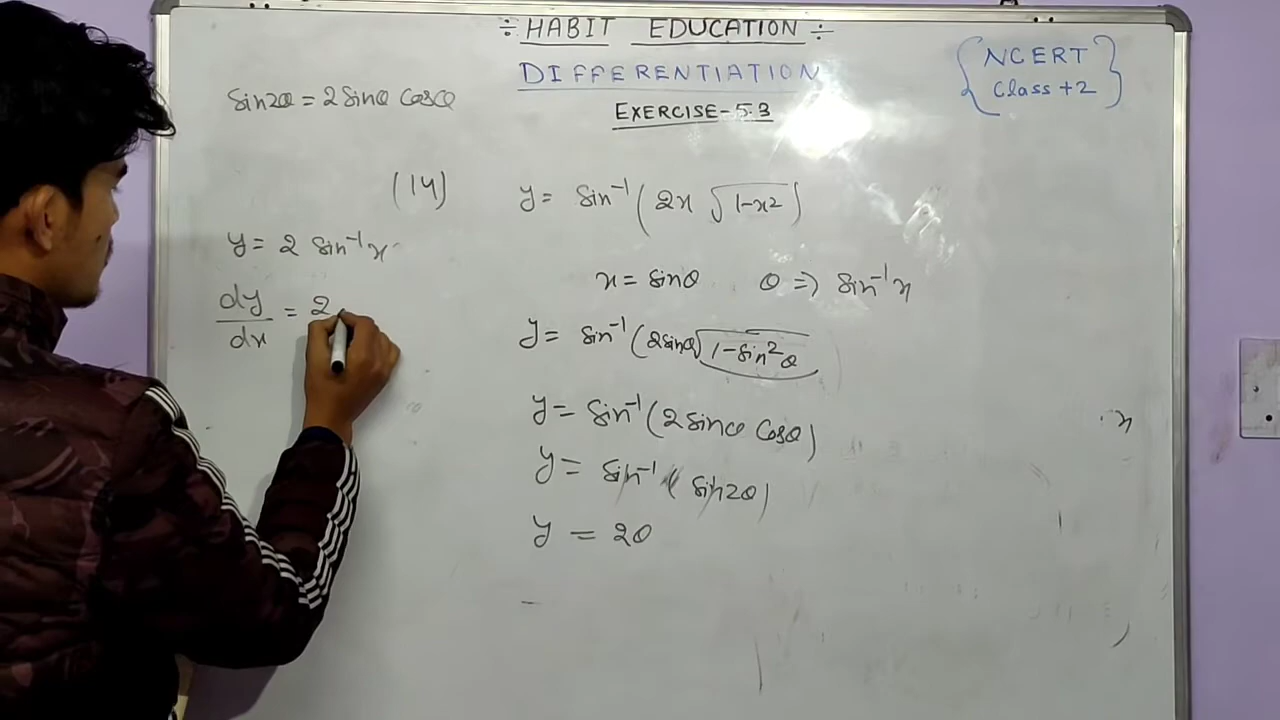 ÷ HABIT EDUCATION ÷
DIFFERENTIATION
EXERCISE-5.3
{ NCERT
Class +2 }
Sin2θ = 2 Sinθ Cosθ
(14)
y = Sin⁻¹(2x √1-x²)
x = sinθ θ ⇒ Sin⁻¹x
y = Sin⁻¹(2sinθ√1-Sin²θ
y = Sin⁻¹(2Sinθ Cosθ)
y = Sin⁻¹(Sin2θ)
y = 2θ
y = 2 Sin⁻¹x
dy/dx = 2
x